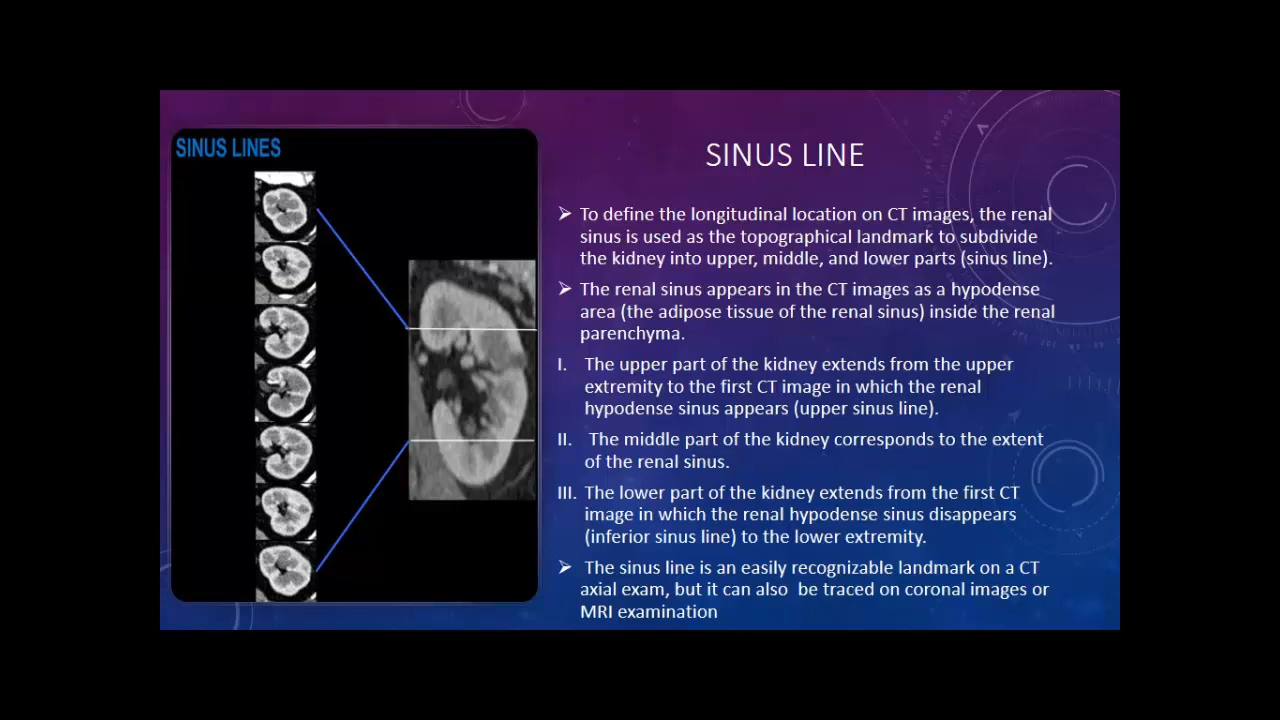 SINUS LINES
SINUS LINE
➢ To define the longitudinal location on CT images, the renal
sinus is used as the topographical landmark to subdivide
the kidney into upper, middle, and lower parts (sinus line).
➢ The renal sinus appears in the CT images as a hypodense
area (the adipose tissue of the renal sinus) inside the renal
parenchyma.
I. The upper part of the kidney extends from the upper
extremity to the first CT image in which the renal
hypodense sinus appears (upper sinus line).
II. The middle part of the kidney corresponds to the extent
of the renal sinus.
III. The lower part of the kidney extends from the first CT
image in which the renal hypodense sinus disappears
(inferior sinus line) to the lower extremity.
➢ The sinus line is an easily recognizable landmark on a CT
axial exam, but it can also be traced on coronal images or
MRI examination